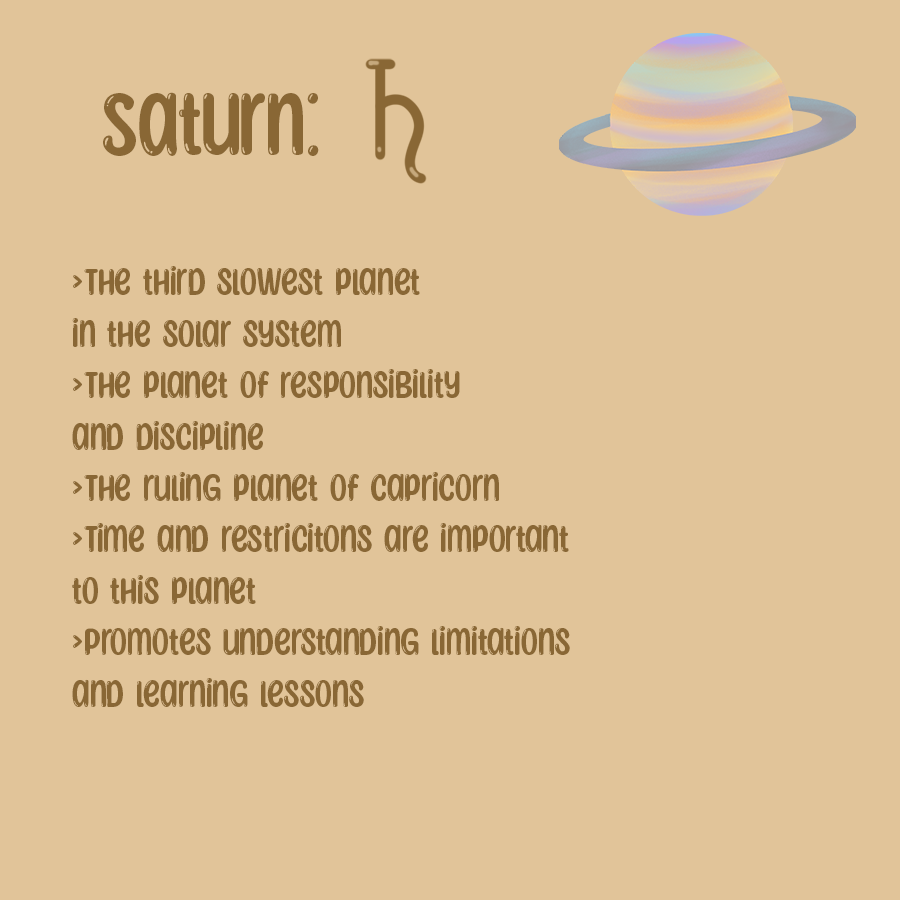 saturn: ♄
>The third slowest planet
in the solar system
>The planet of responsibility
and discipline
>The ruling planet of capricorn
>Time and restricitons are important
to this planet
>promotes understanding limitations
and learning lessons